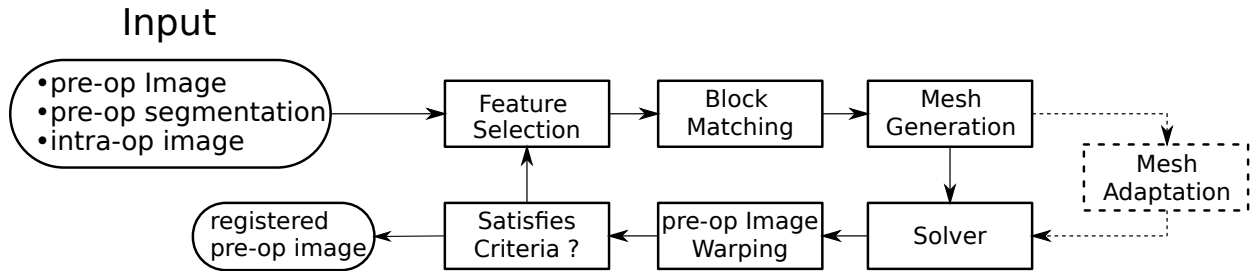 Input
•pre-op Image
•pre-op segmentation
•intra-op image
Feature
Selection
Block
Matching
Mesh
Generation
Mesh
Adaptation
Solver
pre-op Image
Warping
Satisfies
Criteria ?
registered
pre-op image